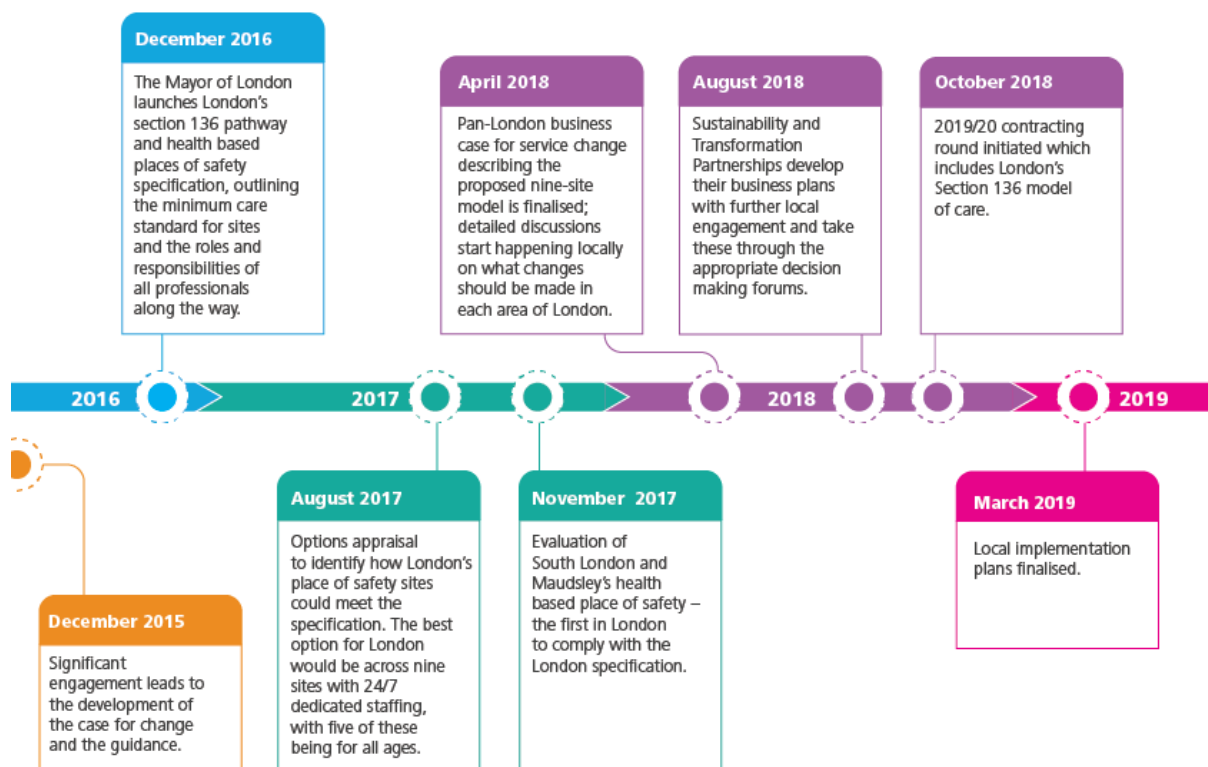 December 2016
The Mayor of London
launches London's
section 136 pathway
and health based
places of safety
specification, outlining
the minimum care
standard for sites
and the roles and
responsibilities of
all professionals
along the way.
April 2018
Pan-London business
case for service change
describing the
proposed nine-site
model is finalised;
detailed discussions
start happening locally
on what changes
should be made in
each area of London.
August 2018
Sustainability and
Transformation
Partnerships develop
their business plans
with further local
engagement and take
these through the
appropriate decision
making forums.
October 2018
2019/20 contracting
round initiated which
includes London's
Section 136 model
of care.
2016
2017
2018
2019
December 2015
Significant
engagement leads to
the development of
the case for change
and the guidance.
August 2017
Options appraisal
to identify how London's
place of safety sites
could meet the
specification. The best
option for London
would be across nine
sites with 24/7
dedicated staffing,
with five of these
being for all ages.
November 2017
Evaluation of
South London and
Maudsley's health
based place of safety –
the first in London
to comply with the
London specification.
March 2019
Local implementation
plans finalised.